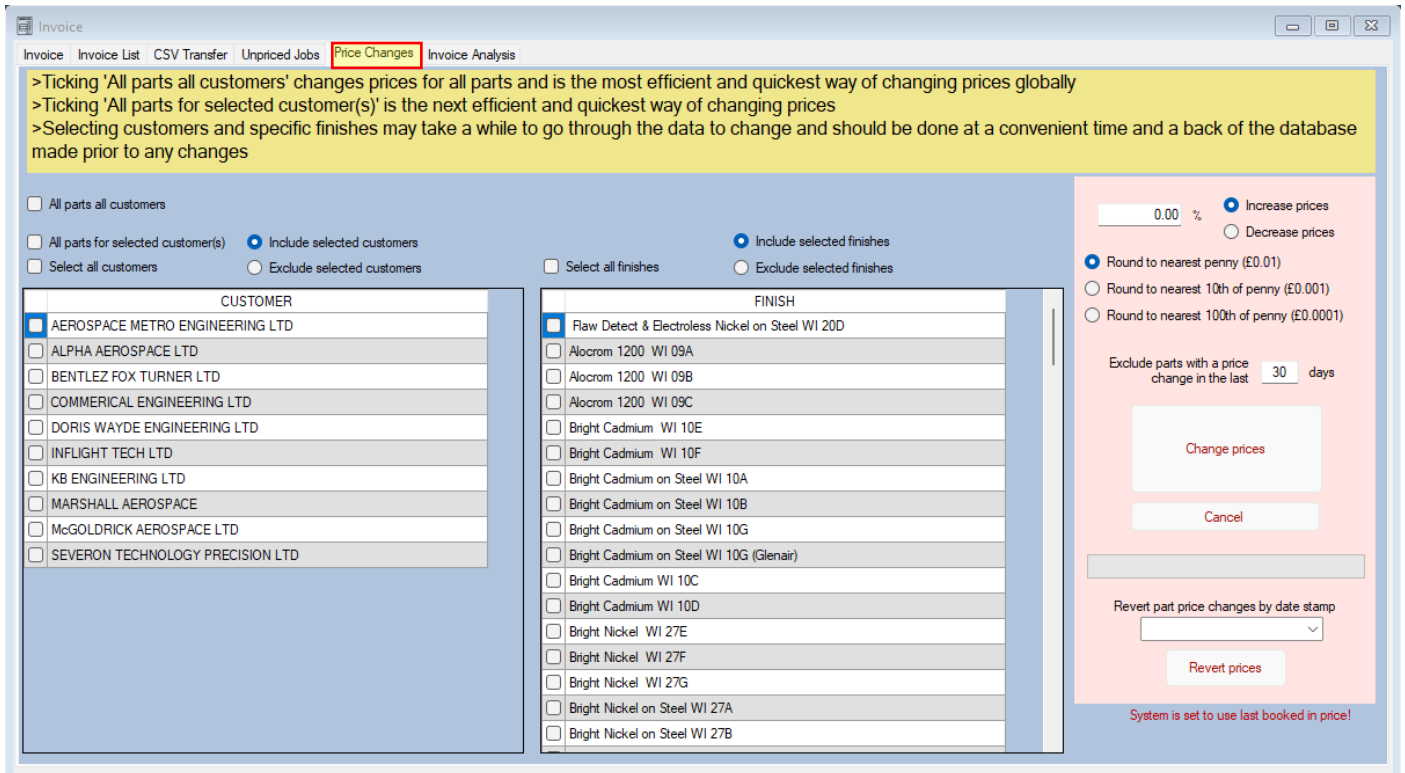 Invoice
Invoice Invoice List CSV Transfer Unpriced Jobs Price Changes Invoice Analysis
>Ticking 'All parts all customers' changes prices for all parts and is the most efficient and quickest way of changing prices globally
>Ticking 'All parts for selected customer(s)' is the next efficient and quickest way of changing prices
>Selecting customers and specific finishes may take a while to go through the data to change and should be done at a convenient time and a back of the database
made prior to any changes
All parts all customers
All parts for selected customer(s)
Include selected customers
Select all customers
Exclude selected customers
CUSTOMER
AEROSPACE METRO ENGINEERING LTD
ALPHA AEROSPACE LTD
BENTLEZ FOX TURNER LTD
COMMERICAL ENGINEERING LTD
DORIS WAYDE ENGINEERING LTD
INFLIGHT TECH LTD
KB ENGINEERING LTD
MARSHALL AEROSPACE
McGOLDRICK AEROSPACE LTD
SEVERON TECHNOLOGY PRECISION LTD
Include selected finishes
Select all finishes
Exclude selected finishes
FINISH
Flaw Detect & Electroless Nickel on Steel WI 20D
Alocrom 1200 WI 09A
Alocrom 1200 WI 09B
Alocrom 1200 WI 09C
Bright Cadmium WI 10E
Bright Cadmium WI 10F
Bright Cadmium on Steel WI 10A
Bright Cadmium on Steel WI 10B
Bright Cadmium on Steel WI 10G
Bright Cadmium on Steel WI 10G (Glenair)
Bright Cadmium WI 10C
Bright Cadmium WI 10D
Bright Nickel WI 27E
Bright Nickel WI 27F
Bright Nickel WI 27G
Bright Nickel on Steel WI 27A
Bright Nickel on Steel WI 27B
0.00 %
Increase prices
Decrease prices
Round to nearest penny (£0.01)
Round to nearest 10th of penny (£0.001)
Round to nearest 100th of penny (£0.0001)
Exclude parts with a price
change in the last 30 days
Change prices
Cancel
Revert part price changes by date stamp
Revert prices
System is set to use last booked in price!